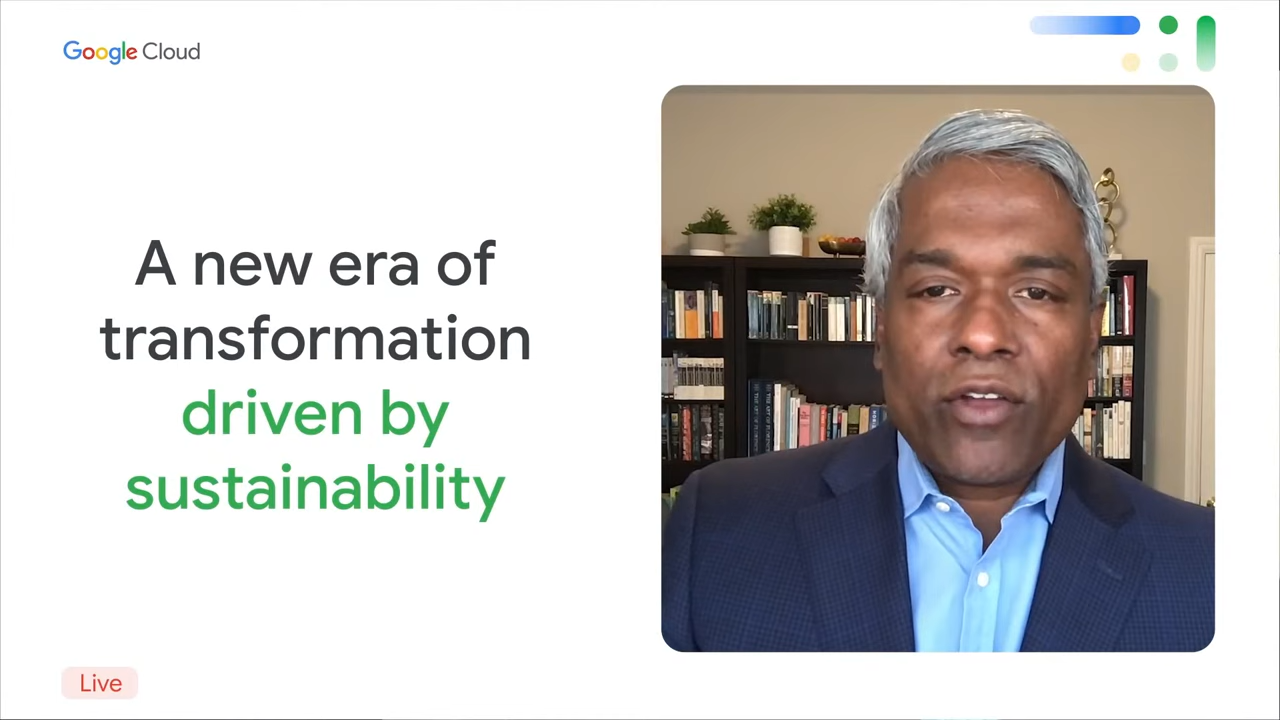 Google Cloud
A new era of
transformation
driven by
sustainability
Live